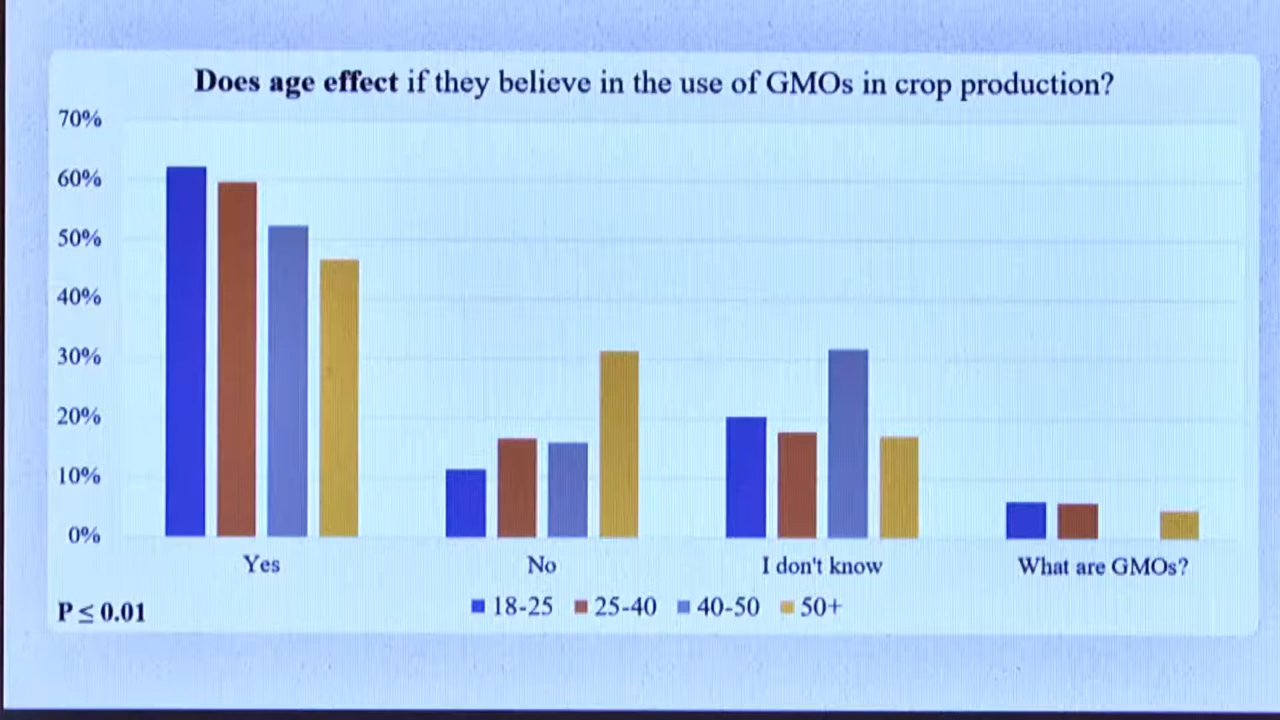 Does age effect if they believe in the use of GMOs in crop production?
70%
60%
50%
40%
30%
20%
10%
0%
Yes No I don't know What are GMOs?
18-25 25-40 40-50 50+
P ≤ 0.01